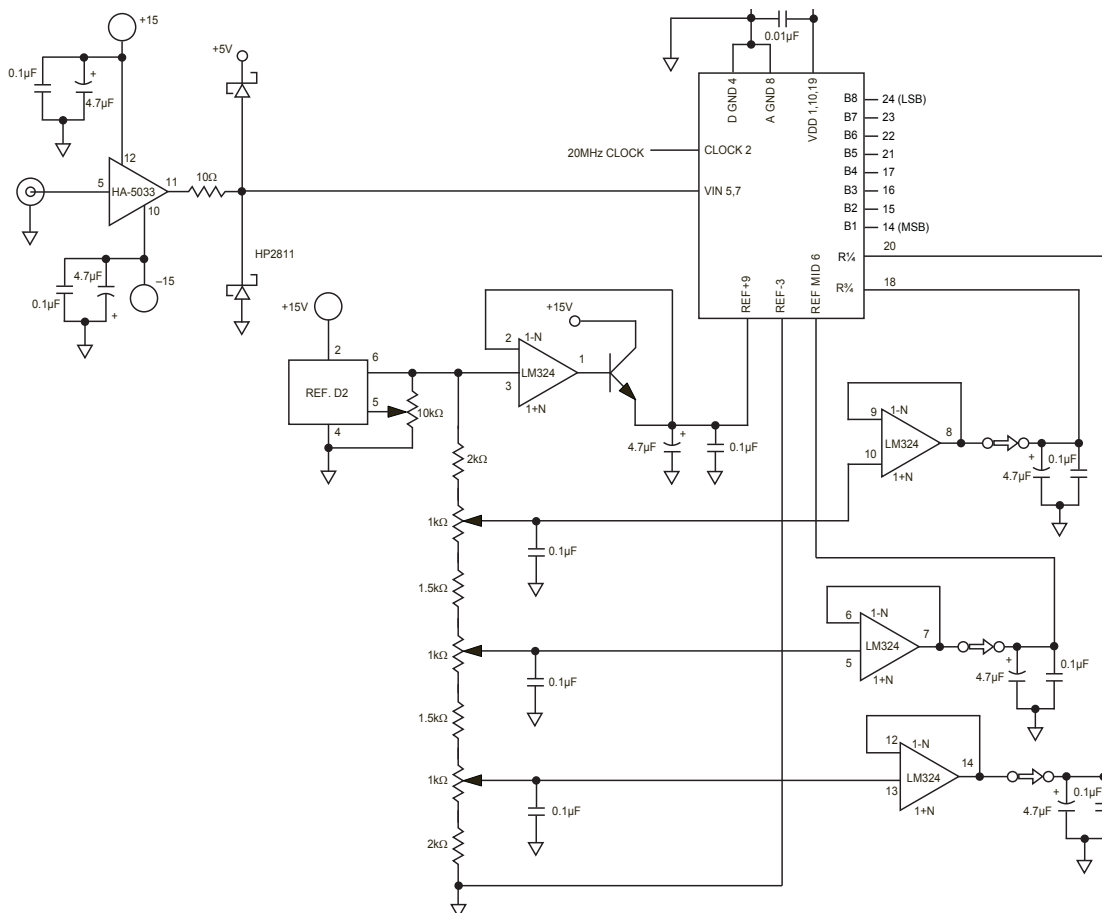 +15
0.1µF
+
4.7µF
12
5
HA-5033
11
10
10Ω
4.7µF
0.1µF
+
–15
+5V
HP2811
0.01µF
D GND 4
A GND 8
VDD 1,10,19
20MHz CLOCK
CLOCK 2
VIN 5,7
REF+9
REF-3
REF MID 6
B8
24 (LSB)
B7
23
B6
22
B5
21
B4
17
B3
16
B2
15
B1
14 (MSB)
R¼
20
R¾
18
+15V
2
REF. D2
6
5
4
10kΩ
+15V
2
1-N
LM324
3
1+N
1
4.7µF
+
0.1µF
2kΩ
1kΩ
0.1µF
1.5kΩ
1kΩ
0.1µF
1.5kΩ
1kΩ
0.1µF
2kΩ
9
1-N
LM324
10
1+N
8
+
4.7µF
0.1µF
6
1-N
LM324
5
1+N
7
+
4.7µF
0.1µF
12
1-N
LM324
13
1+N
14
+
4.7µF
0.1µF